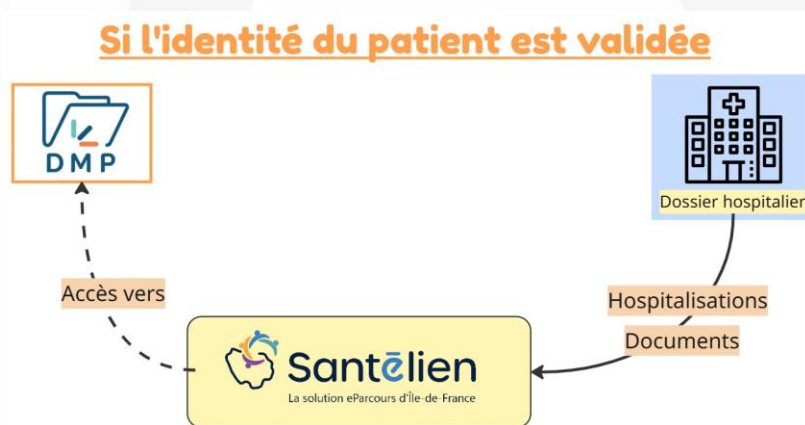 Si l'identité du patient est validée
DMP
Dossier hospitalier
Accès vers
Hospitalisations
Documents
Santēlien
La solution eParcours d'Île-de-France